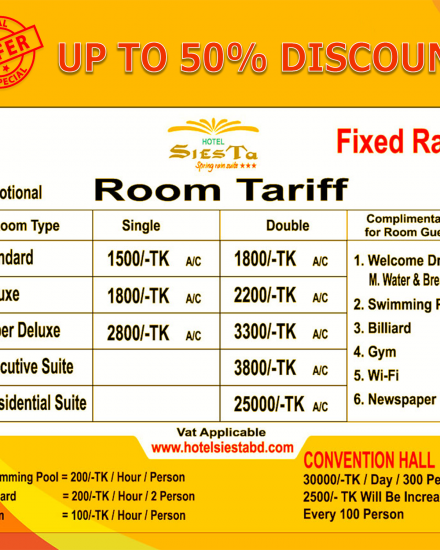 OFFER
SPECIAL
UP TO 50% DISCOUN
HOTEL
SIESTa
Spring rain suite ★★★
Fixed Ra
otional
Room Tariff
oom Type Single Double Complimenta
for Room Gue
ndard 1500/-TK A/C 1800/-TK A/C
uxe 1800/-TK A/C 2200/-TK A/C
per Deluxe 2800/-TK A/C 3300/-TK A/C
ecutive Suite 3800/-TK A/C
sidential Suite 25000/-TK A/C
1. Welcome Dr
M. Water & Bre
2. Swimming P
3. Billiard
4. Gym
5. Wi-Fi
6. Newspaper
Vat Applicable
www.hotelsiestabd.com
mming Pool = 200/-TK / Hour / Person
ard = 200/-TK / Hour / 2 Person
n = 100/-TK / Hour / Person
CONVENTION HALL
30000/-TK / Day / 300 Pe
2500/- TK Will Be Increa
Every 100 Person